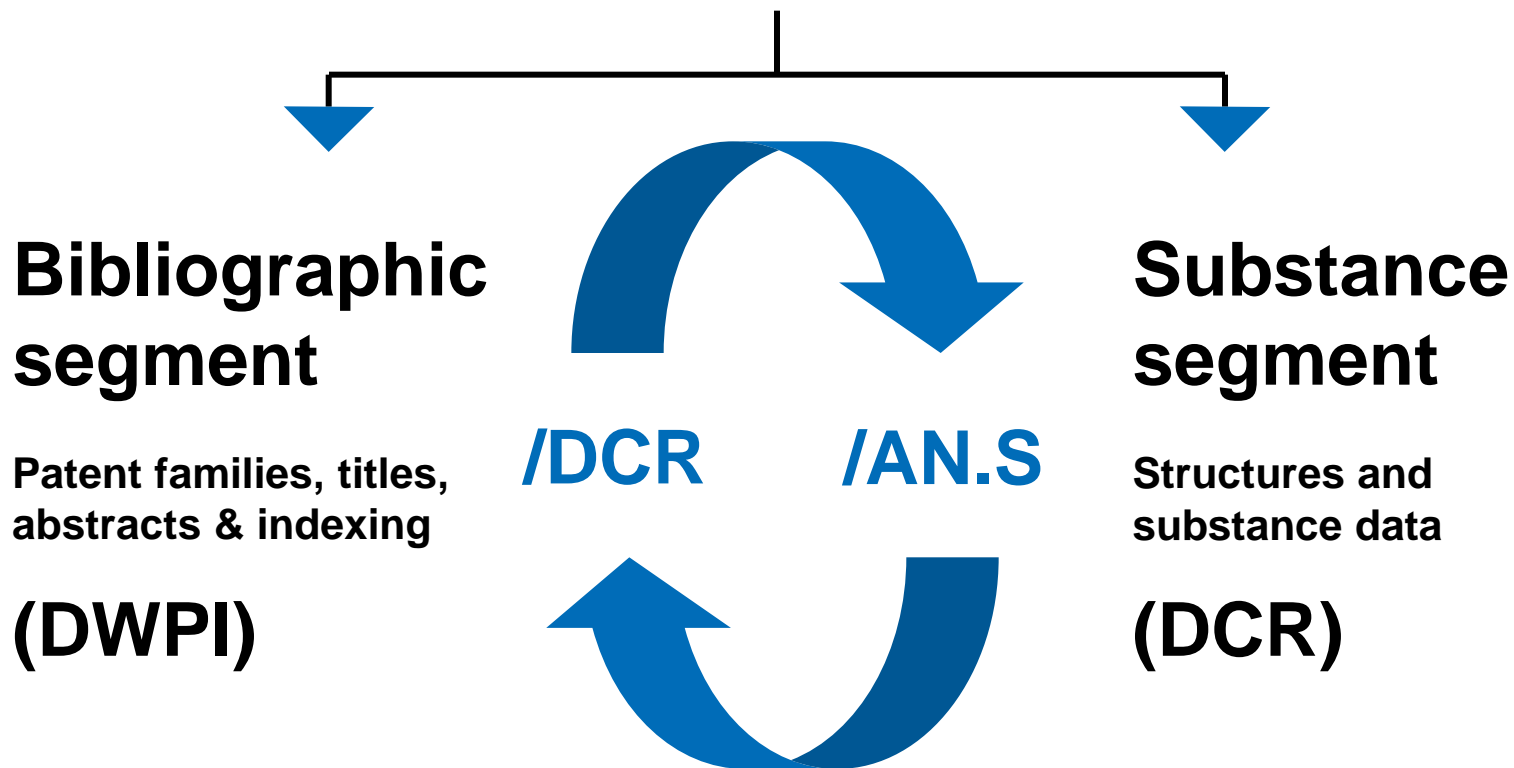 Bibliographic
segment
Patent families, titles,
abstracts & indexing
(DWPI)
/DCR
/AN.S
Substance
segment
Structures and
substance data
(DCR)